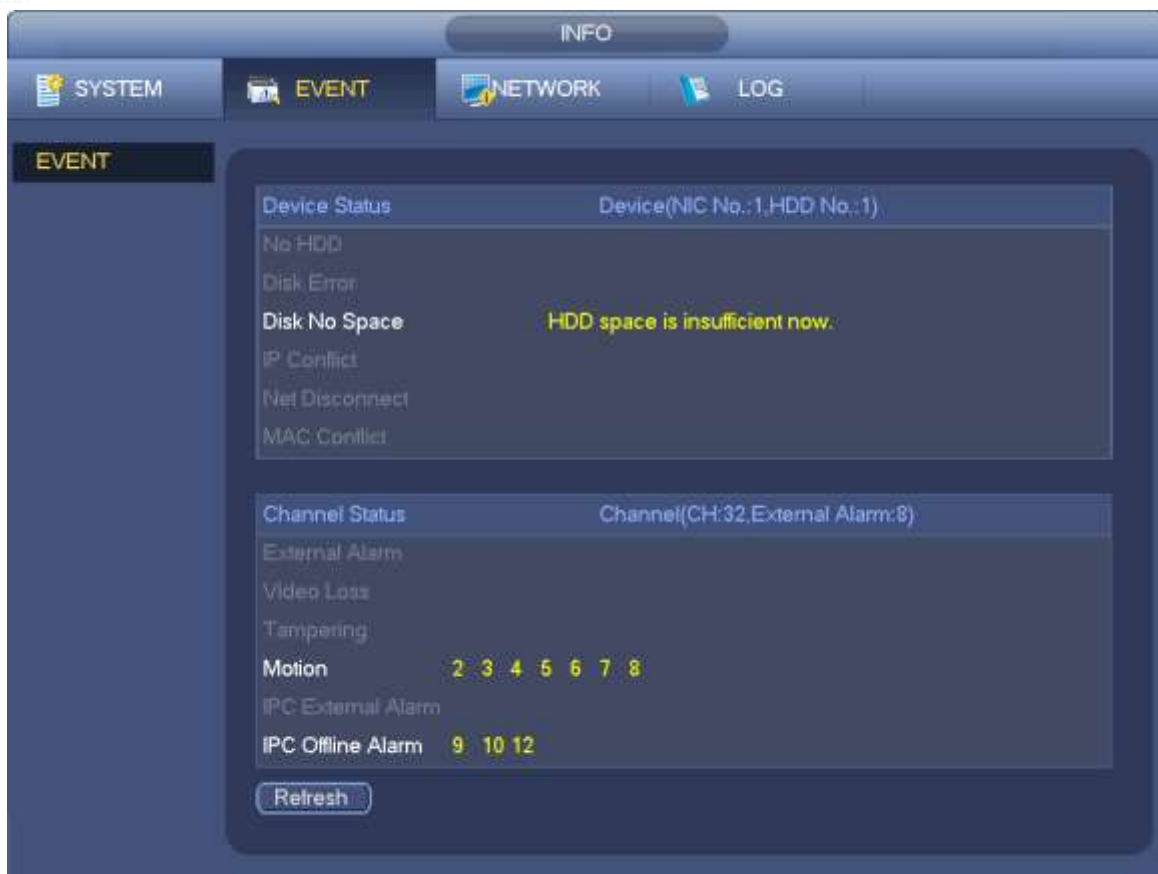 INFO
SYSTEM EVENT NETWORK LOG
EVENT
Device Status Device(NIC No.:1,HDD No.:1)
No HDD
Disk Error
Disk No Space HDD space is insufficient now.
IP Conflict
Net Disconnect
MAC Conflict
Channel Status Channel(CH:32,External Alarm:8)
External Alarm
Video Loss
Tampering
Motion 2 3 4 5 6 7 8
IPC External Alarm
IPC Offline Alarm 9 10 12
Refresh